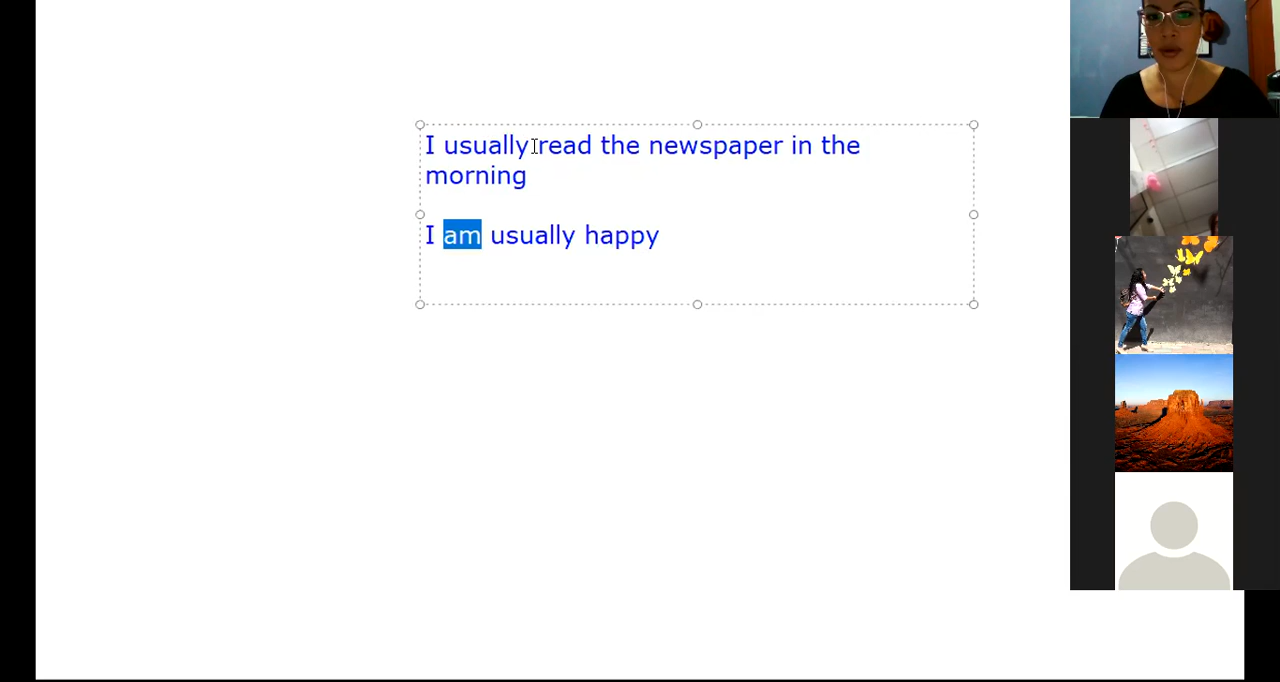 I usually read the newspaper in the
morning
I am usually happy